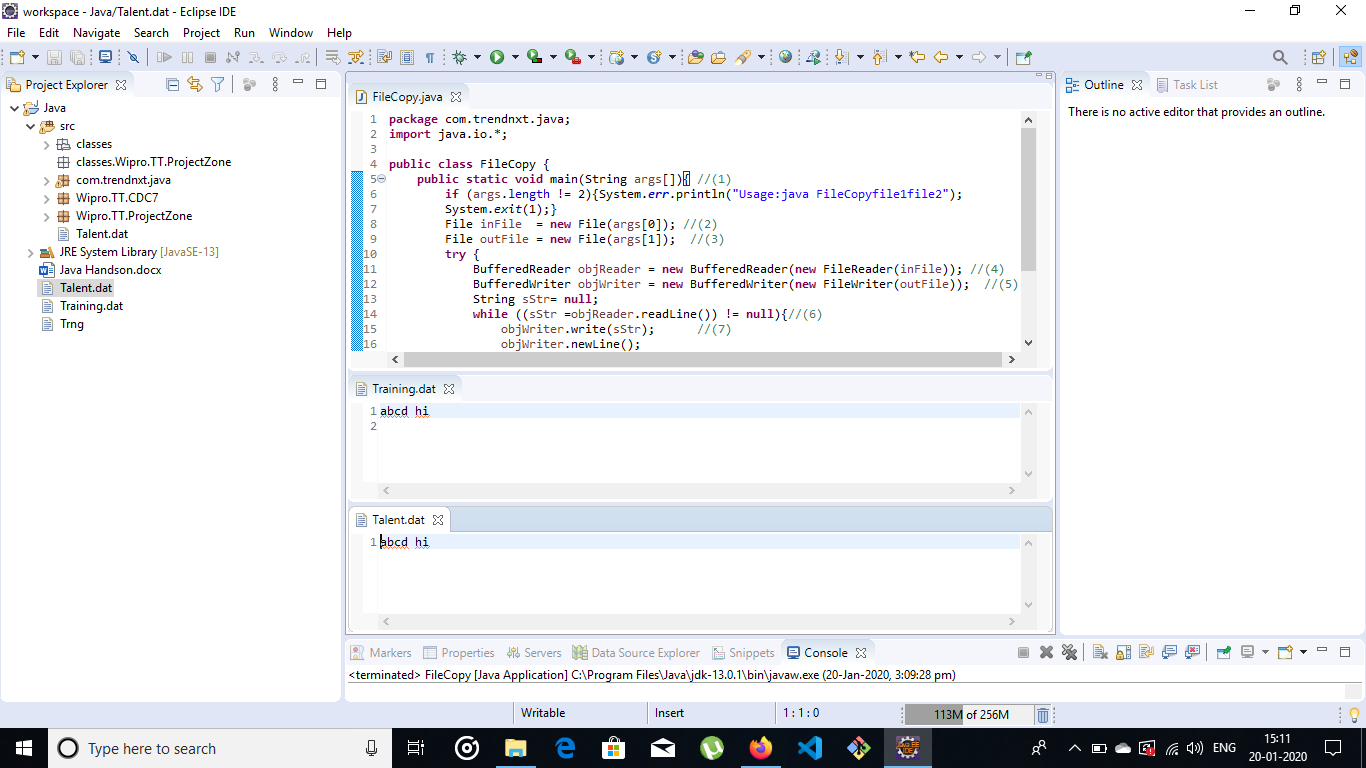 workspace - Java/Talent.dat - Eclipse IDE
File Edit Navigate Search Project Run Window Help
Project Explorer
Java
src
classes
classes.Wipro.TT.ProjectZone
com.trendnxt.java
Wipro.TT.CDC7
Wipro.TT.ProjectZone
Talent.dat
JRE System Library [JavaSE-13]
Java Handson.docx
Talent.dat
Training.dat
Trng
FileCopy.java
1 package com.trendnxt.java;
2 import java.io.*;
3
4 public class FileCopy {
5 public static void main(String args[]){ //(1)
6 if (args.length != 2){System.err.println("Usage:java FileCopyfile1file2");
7 System.exit(1);}
8 File inFile  = new File(args[0]); //(2)
9 File outFile = new File(args[1]);  //(3)
10 try {
11 BufferedReader objReader = new BufferedReader(new FileReader(inFile)); //(4)
12 BufferedWriter objWriter = new BufferedWriter(new FileWriter(outFile));  //(5)
13 String sStr= null;
14 while ((sStr =objReader.readLine()) != null){//(6)
15 objWriter.write(sStr);      //(7)
16 objWriter.newLine();
Training.dat
1 abcd hi
2
Talent.dat
1 abcd hi
Outline Task List
There is no active editor that provides an outline.
Markers Properties Servers Data Source Explorer Snippets Console
<terminated> FileCopy [Java Application] C:\Program Files\Java\jdk-13.0.1\bin\javaw.exe (20-Jan-2020, 3:09:28 pm)
Writable Insert 1 : 1 : 0 113M of 256M
Type here to search
ENG
15:11
20-01-2020